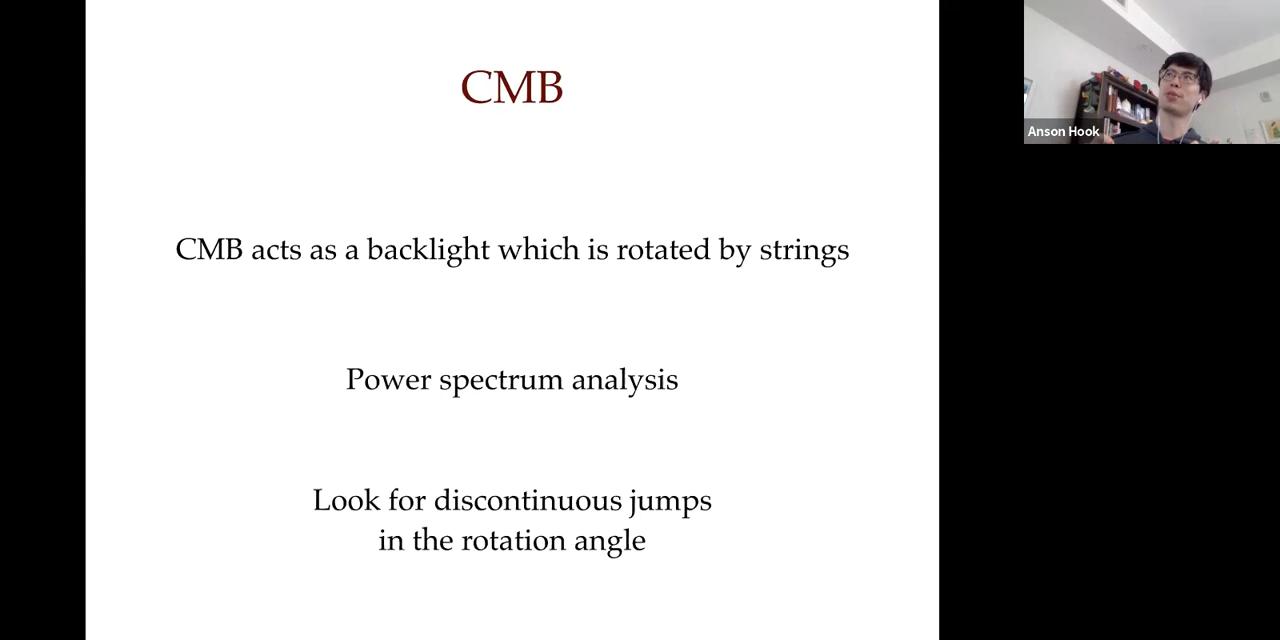 CMB
CMB acts as a backlight which is rotated by strings
Power spectrum analysis
Look for discontinuous jumps
in the rotation angle
Anson Hook